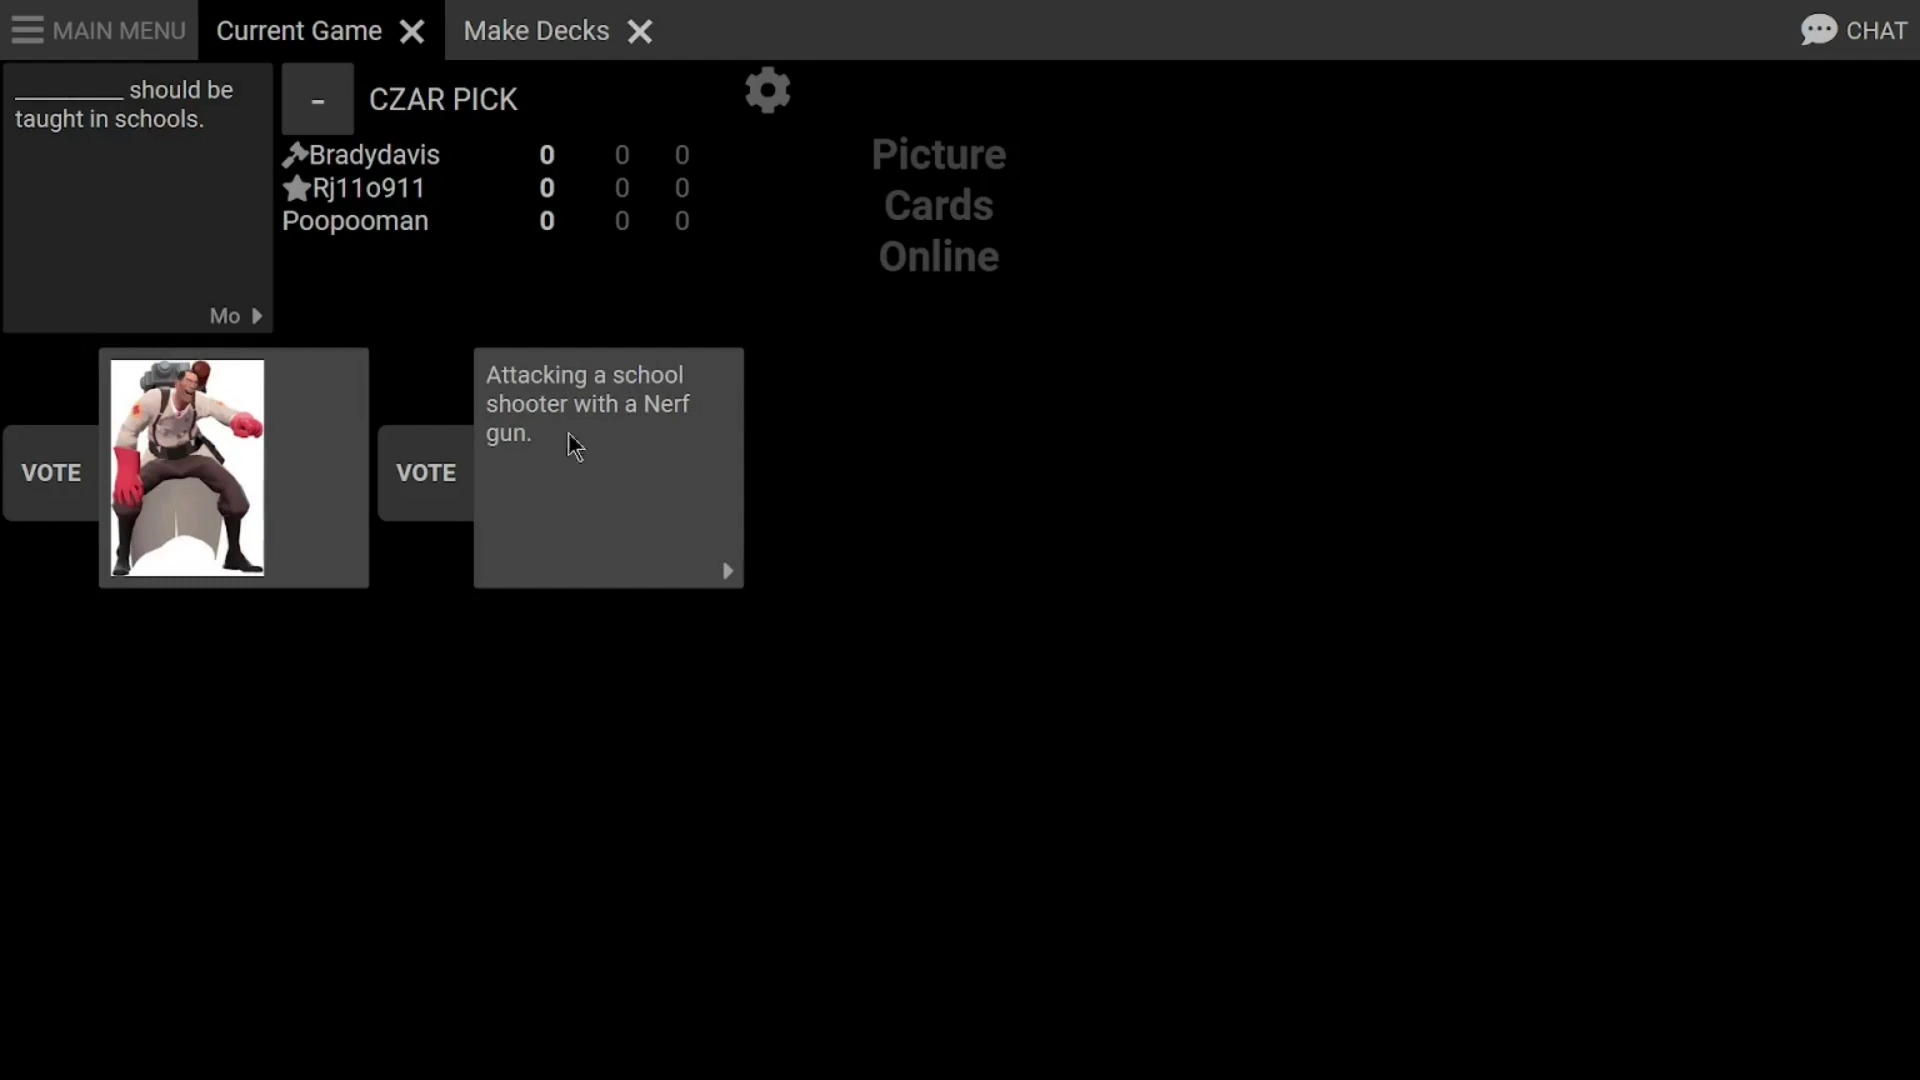 MAIN MENU
Current Game
Make Decks
CHAT
_________ should be
taught in schools.
Mo
-
CZAR PICK
Bradydavis 0 0 0
Rj11o911 0 0 0
Poopooman 0 0 0
Picture
Cards
Online
VOTE
VOTE
Attacking a school
shooter with a Nerf
gun.